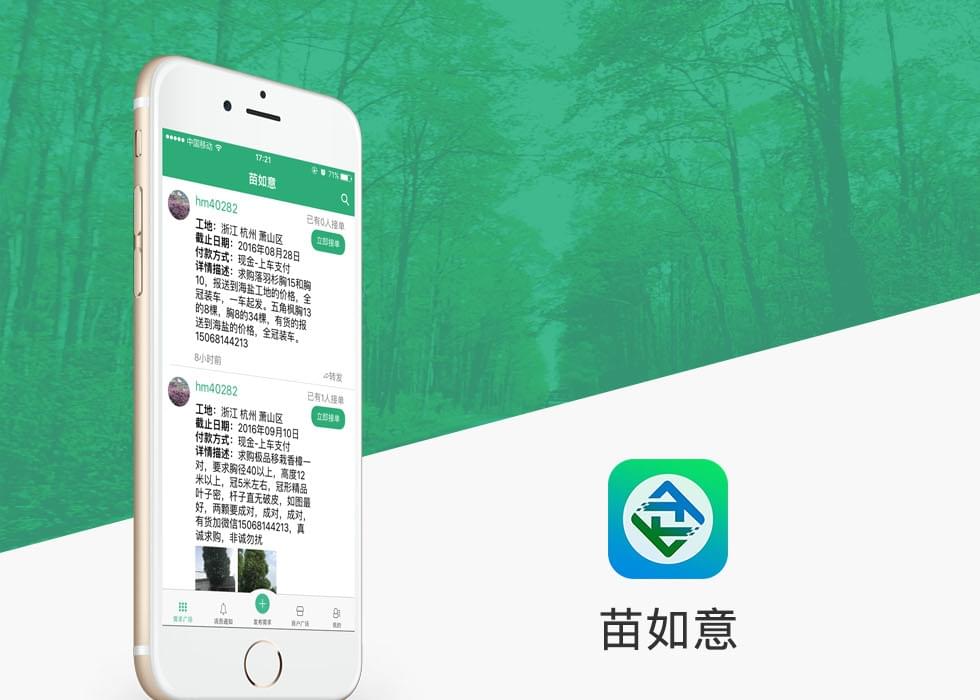 中国移动
17:21
71%
苗如意
hm40282
已有0人接单
工地：浙江 杭州 萧山区
立即接单
截止日期：2016年08月28日
付款方式：现金-上车支付
详情描述：求购落羽杉胸15和胸
10，报送到海盐工地的价格，全
冠装车，一车起发。五角枫胸13
的8棵，胸8的34棵，有货的报
送到海盐的价格，全冠装车。
15068144213
8小时前
转发
hm40282
已有1人接单
工地：浙江 杭州 萧山区
立即接单
截止日期：2016年09月10日
付款方式：现金-上车支付
详情描述：求购极品移栽香樟一
对，要求胸径40以上，高度12
米以上，冠5米左右，冠形精品
叶子密，杆子直无破皮，如图最
好，两颗要成对，成对，成对，
有货加微信15068144213，真
诚求购，非诚勿扰
需求广场
消息通知
发布需求
商户广场
我的
苗如意